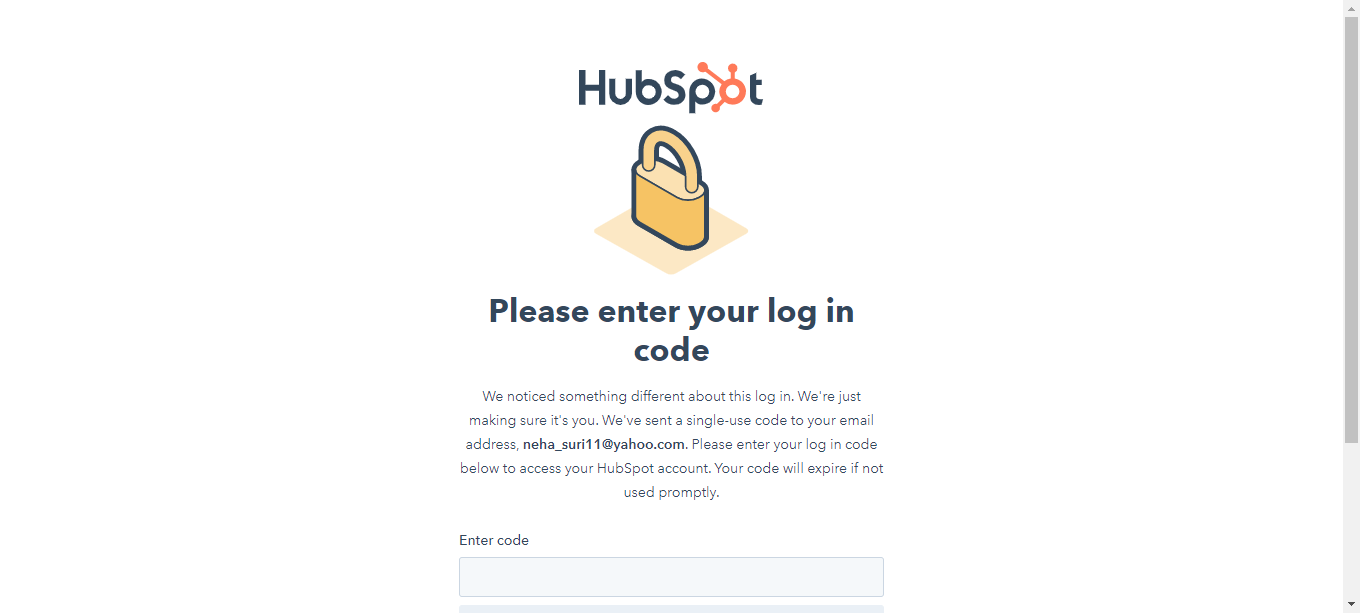 HubSpot
Please enter your log in
code
We noticed something different about this log in. We're just
making sure it's you. We've sent a single-use code to your email
address, neha_suri11@yahoo.com. Please enter your log in code
below to access your HubSpot account. Your code will expire if not
used promptly.
Enter code